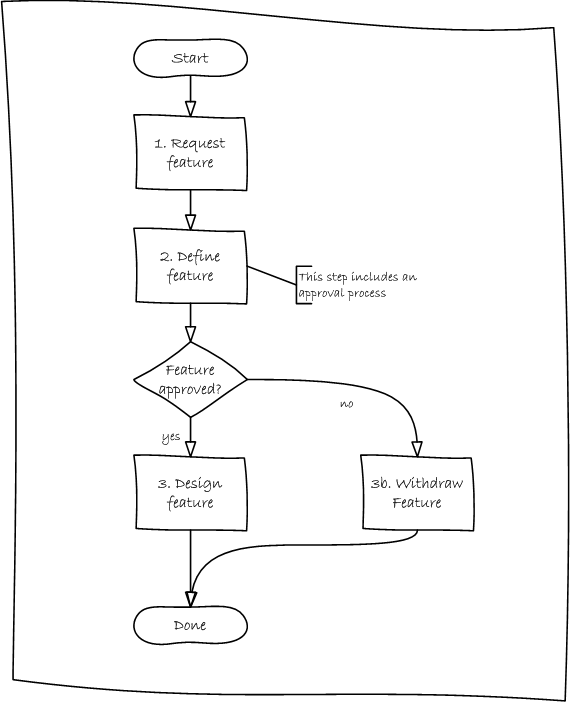 Start
1. Request
feature
2. Define
feature
This step includes an
approval process
Feature
approved?
no
yes
3. Design
feature
3b. Withdraw
Feature
Done